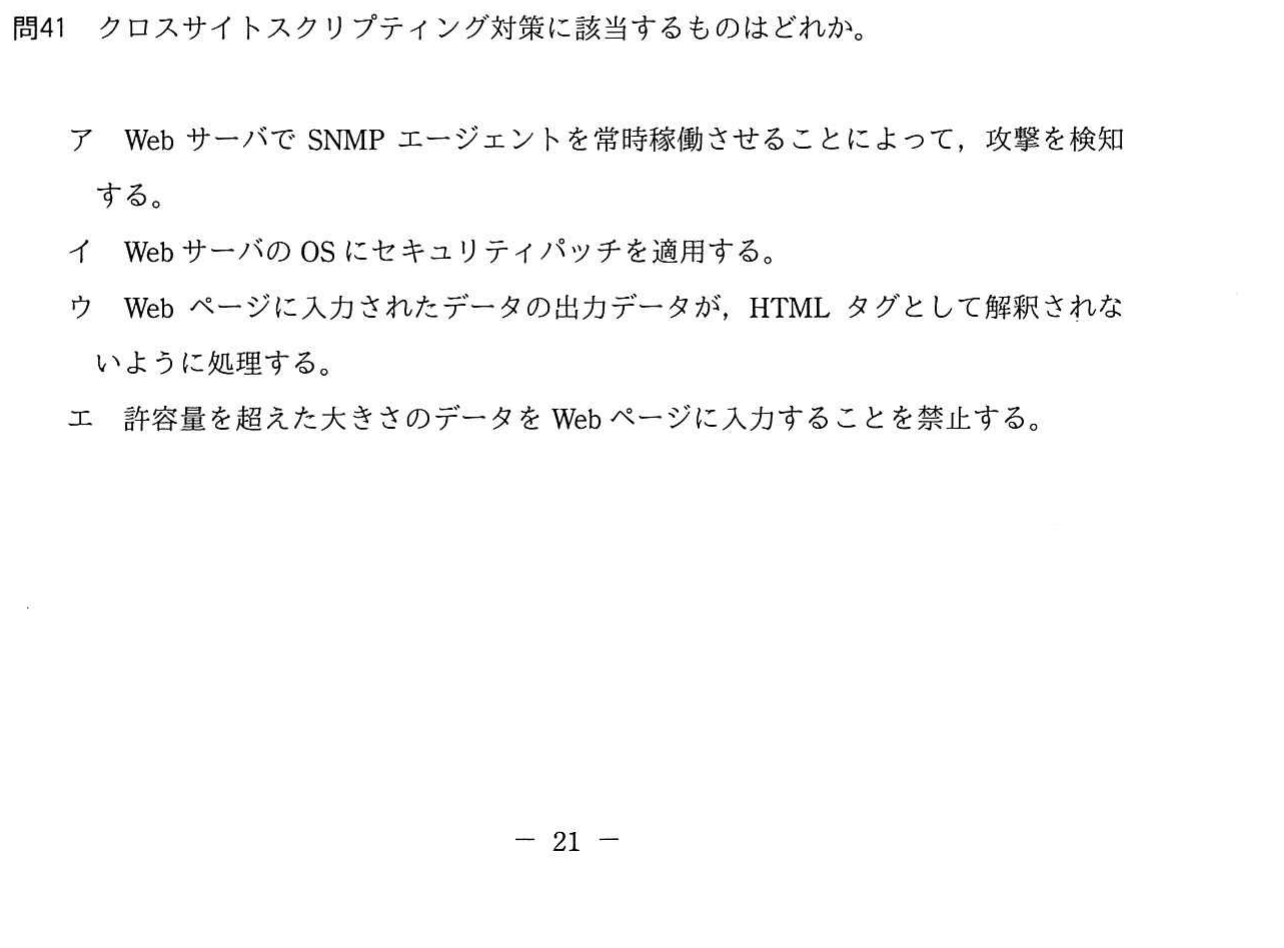 問41 クロスサイトスクリプティング対策に該当するものはどれか。
ア Web サーバで SNMP エージェントを常時稼働させることによって，攻撃を検知
する。
イ Web サーバの OS にセキュリティパッチを適用する。
ウ Web ページに入力されたデータの出力データが，HTML タグとして解釈されな
いように処理する。
エ 許容量を超えた大きさのデータを Web ページに入力することを禁止する。
－ 21 －